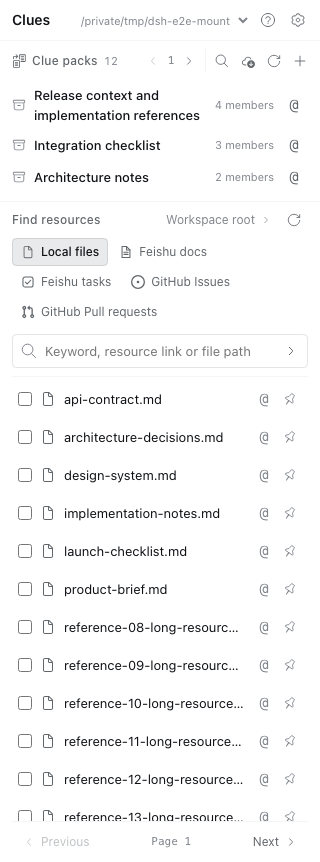 Clues /private/tmp/dsh-e2e-mount
Clue packs 12 1
Release context and
implementation references
4 members @
Integration checklist 3 members @
Architecture notes 2 members @
Find resources Workspace root
Local files Feishu docs
Feishu tasks GitHub Issues
GitHub Pull requests
Keyword, resource link or file path
api-contract.md @
architecture-decisions.md @
design-system.md @
implementation-notes.md @
launch-checklist.md @
product-brief.md @
reference-08-long-resourc... @
reference-09-long-resourc... @
reference-10-long-resource... @
reference-11-long-resource... @
reference-12-long-resource... @
reference-13-long-resource... @
Previous Page 1 Next